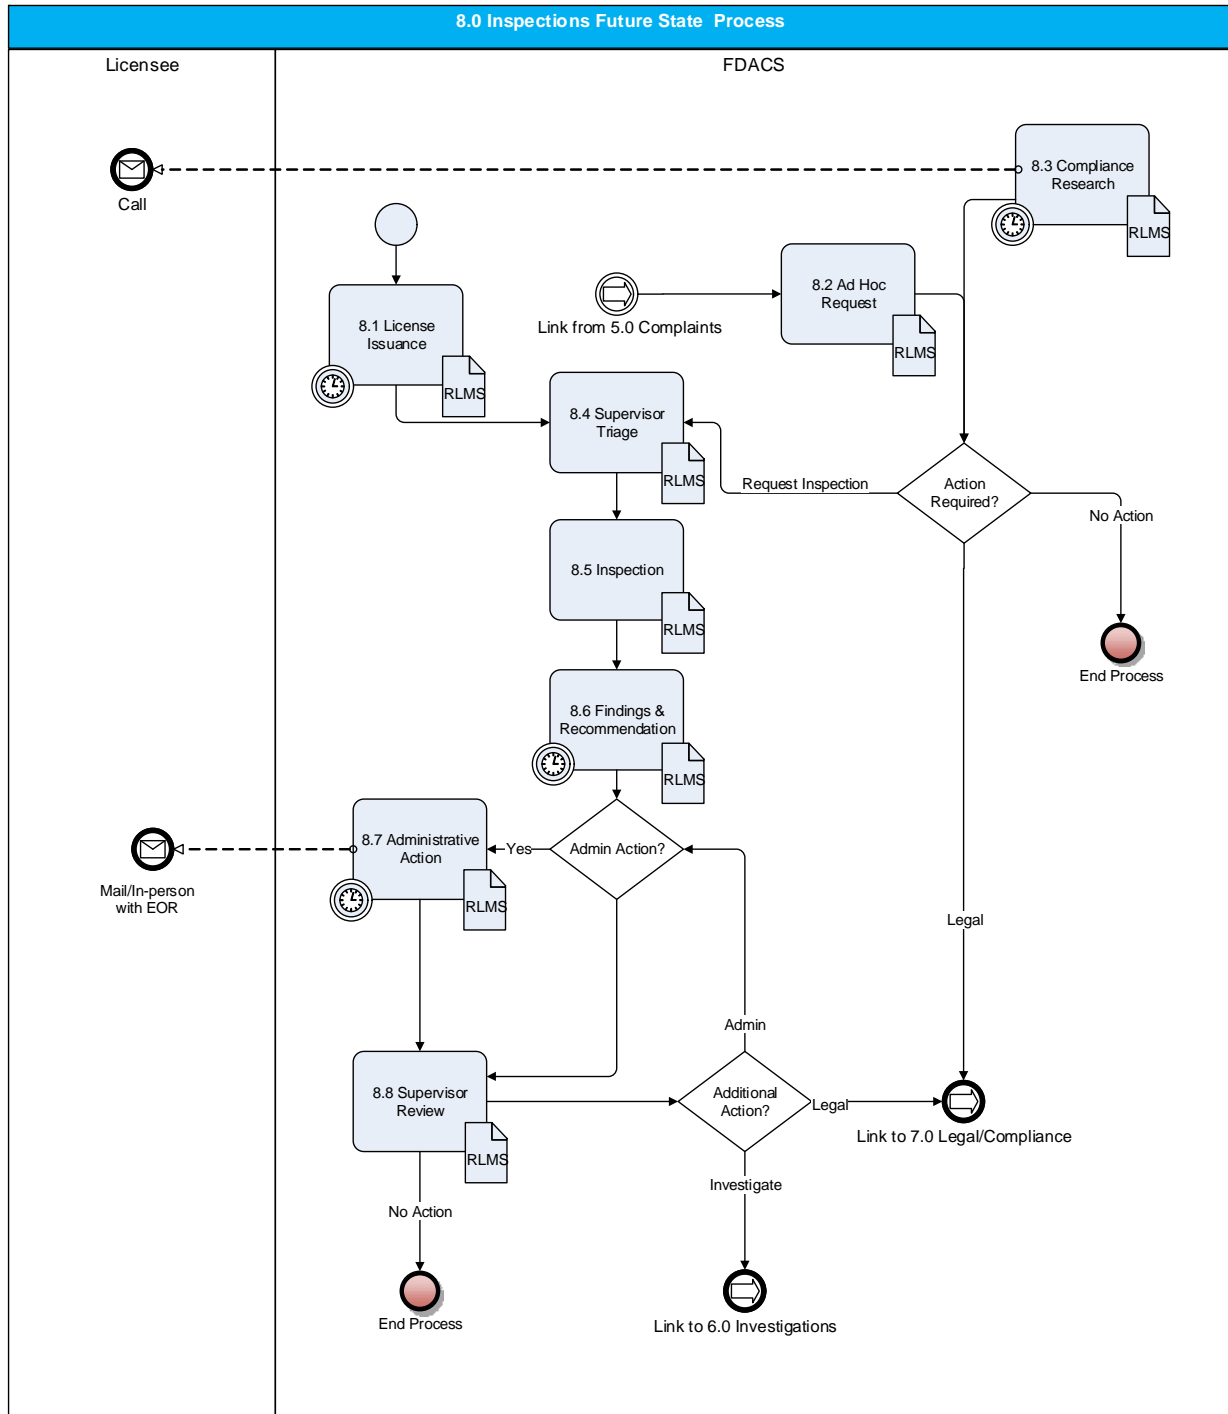 8.0 Inspections Future State Process
Licensee
FDACS
8.3 Compliance
Research
RLMS
Call
8.2 Ad Hoc
Request
RLMS
Link from 5.0 Complaints
8.1 License
Issuance
RLMS
8.4 Supervisor
Triage
RLMS
Request Inspection
Action
Required?
No Action
8.5 Inspection
RLMS
End Process
8.6 Findings &
Recommendation
RLMS
8.7 Administrative
Action
RLMS
Yes
Admin Action?
Mail/In-person
with EOR
Legal
Admin
8.8 Supervisor
Review
RLMS
Additional
Action?
Legal
Link to 7.0 Legal/Compliance
Investigate
No Action
End Process
Link to 6.0 Investigations